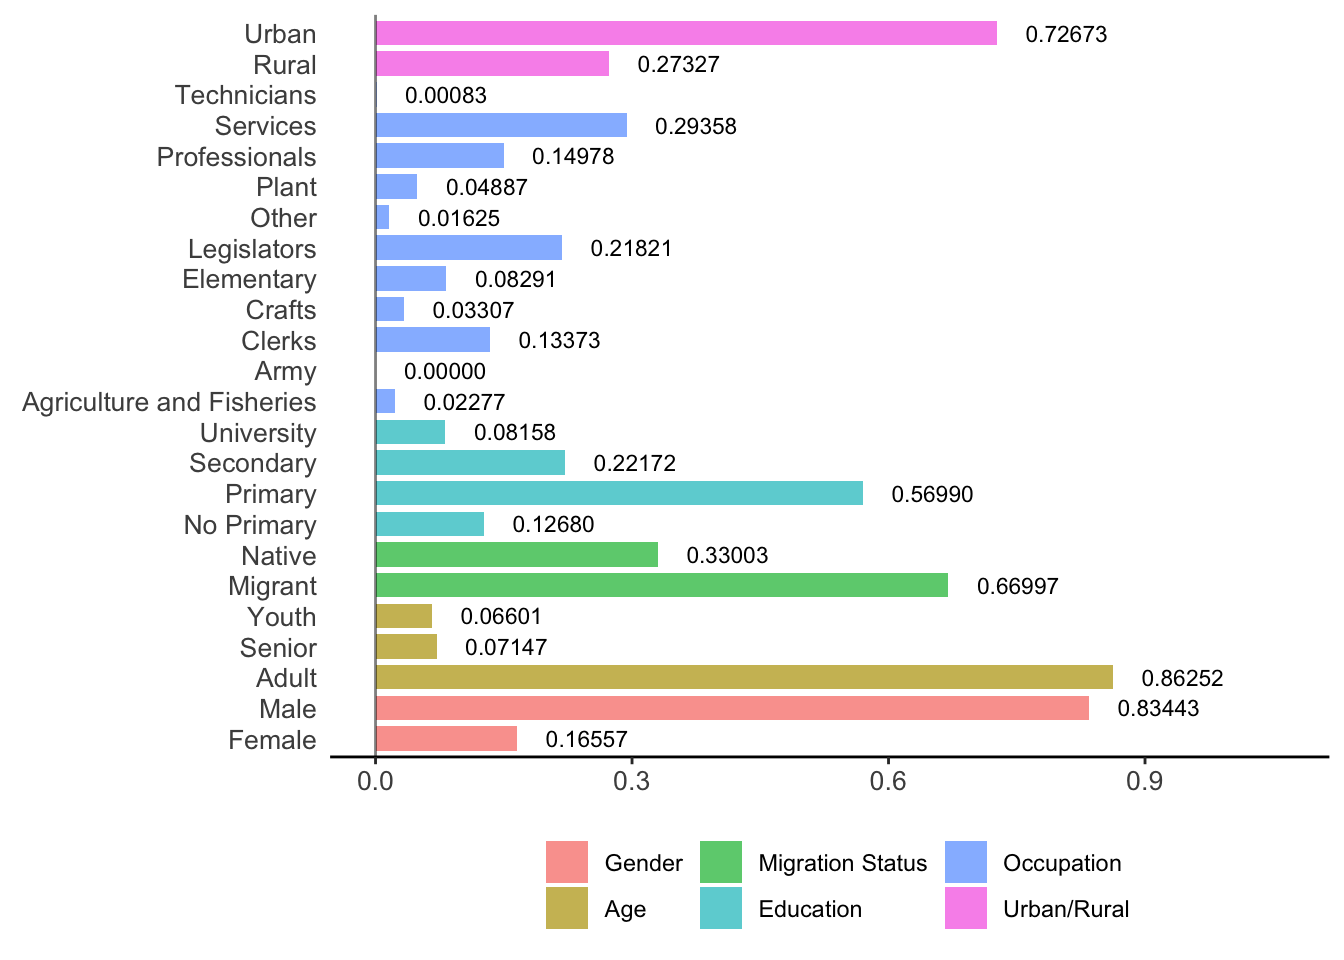 Urban 0.72673
Rural 0.27327
Technicians 0.00083
Services 0.29358
Professionals 0.14978
Plant 0.04887
Other 0.01625
Legislators 0.21821
Elementary 0.08291
Crafts 0.03307
Clerks 0.13373
Army 0.00000
Agriculture and Fisheries 0.02277
University 0.08158
Secondary 0.22172
Primary 0.56990
No Primary 0.12680
Native 0.33003
Migrant 0.66997
Youth 0.06601
Senior 0.07147
Adult 0.86252
Male 0.83443
Female 0.16557
0.0 0.3 0.6 0.9
Gender Migration Status Occupation
Age Education Urban/Rural